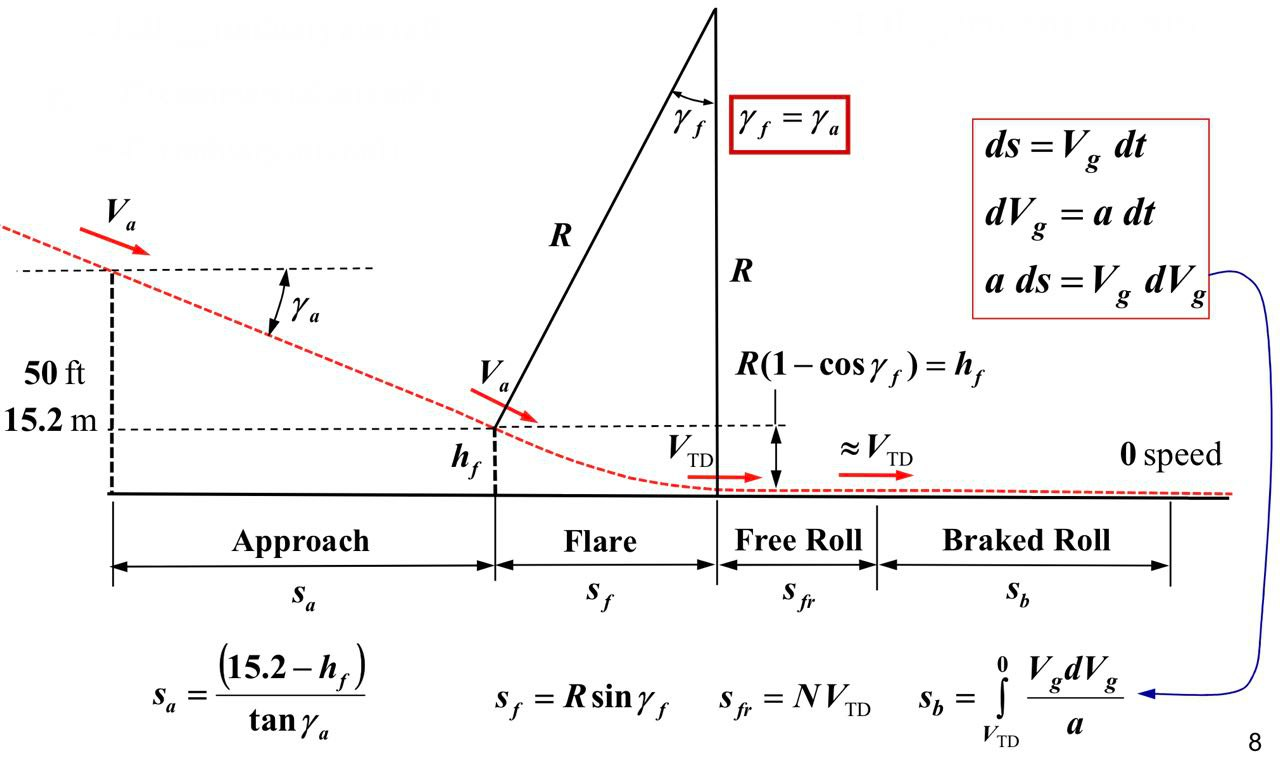 γ_f
γ_f = γ_a
ds = V_g dt
dV_g = a dt
a ds = V_g dV_g
V_a
R
R
γ_a
50 ft
15.2 m
V_a
R(1 − cos γ_f) = h_f
h_f
V_TD
≈ V_TD
0 speed
Approach
Flare
Free Roll
Braked Roll
s_a
s_f
s_fr
s_b
s_a = (15.2 − h_f) / tan γ_a
s_f = R sin γ_f
s_fr = N V_TD
s_b = ∫_{V_TD}^{0} V_g dV_g / a
8